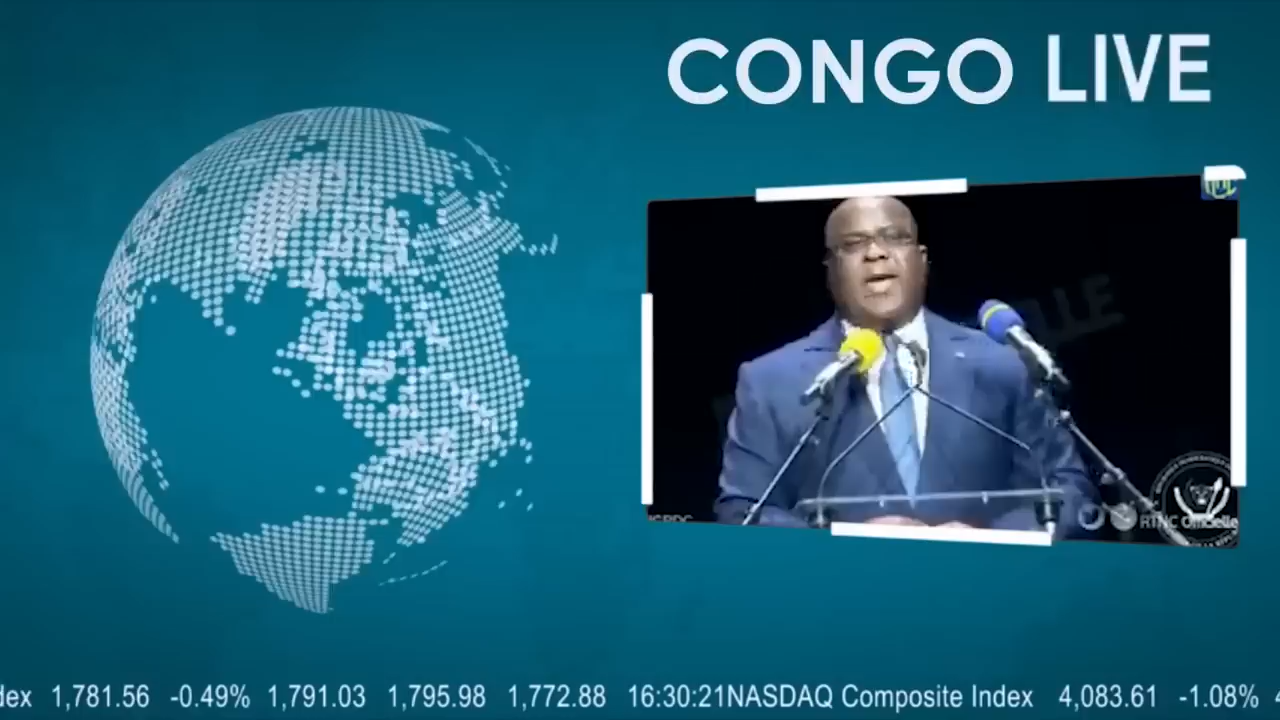 CONGO LIVE
ELLE
RTNC Officielle
dex 1,781.56 -0.49% 1,791.03 1,795.98 1,772.88 16:30:21NASDAQ Composite Index 4,083.61 -1.08%